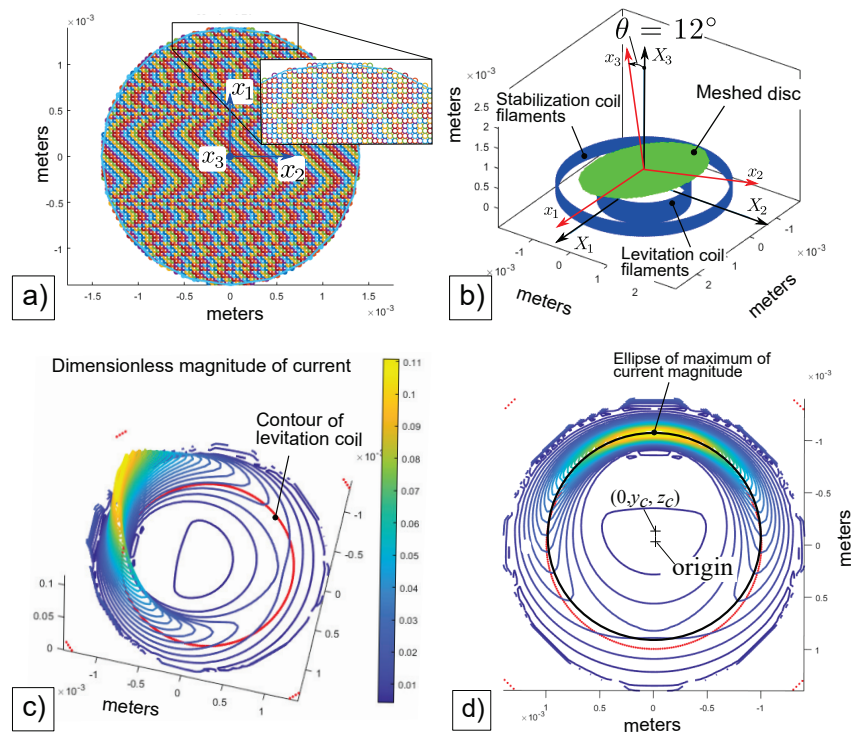 ×10⁻³
1.5
1
0.5
0
-0.5
-1
meters
x₁
x₃
x₂
-1.5
-1
-0.5
0
0.5
1
1.5
×10⁻³
meters
a)
θ = 12°
x₃
X₃
×10⁻³
Stabilization coil
filaments
Meshed disc
2.5
2
1.5
1
0.5
0
meters
x₂
x₁
X₁
X₂
Levitation coil
filaments
-1
0
1
2
×10⁻³
meters
2
1
0
-1
×10⁻³
meters
b)
Dimensionless magnitude of current
0.11
0.1
0.09
0.08
0.07
0.06
0.05
0.04
0.03
0.02
0.01
Contour of
levitation coil
-1
-0.5
0
0.5
1
0.1
0.05
0
-1
-0.5
0
0.5
1
×10⁻³
meters
c)
Ellipse of maximum of
current magnitude
×10⁻³
-1
-0.5
0
0.5
1
meters
(0,y_C, z_C)
origin
1
0.5
0
-0.5
-1
×10⁻³
meters
d)